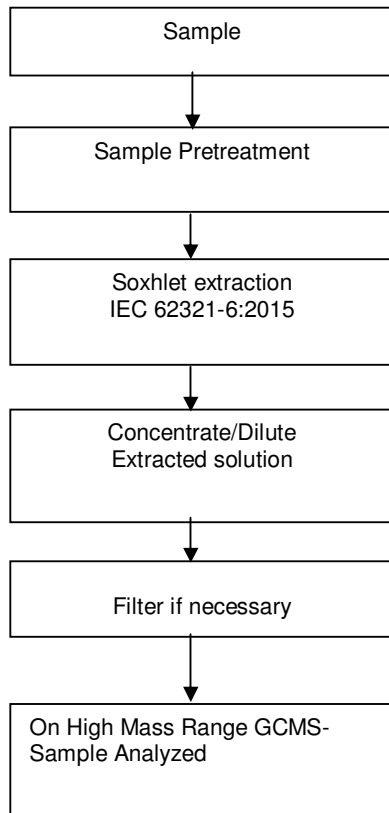 Sample
Sample Pretreatment
Soxhlet extraction
IEC 62321-6:2015
Concentrate/Dilute
Extracted solution
Filter if necessary
On High Mass Range GCMS-
Sample Analyzed